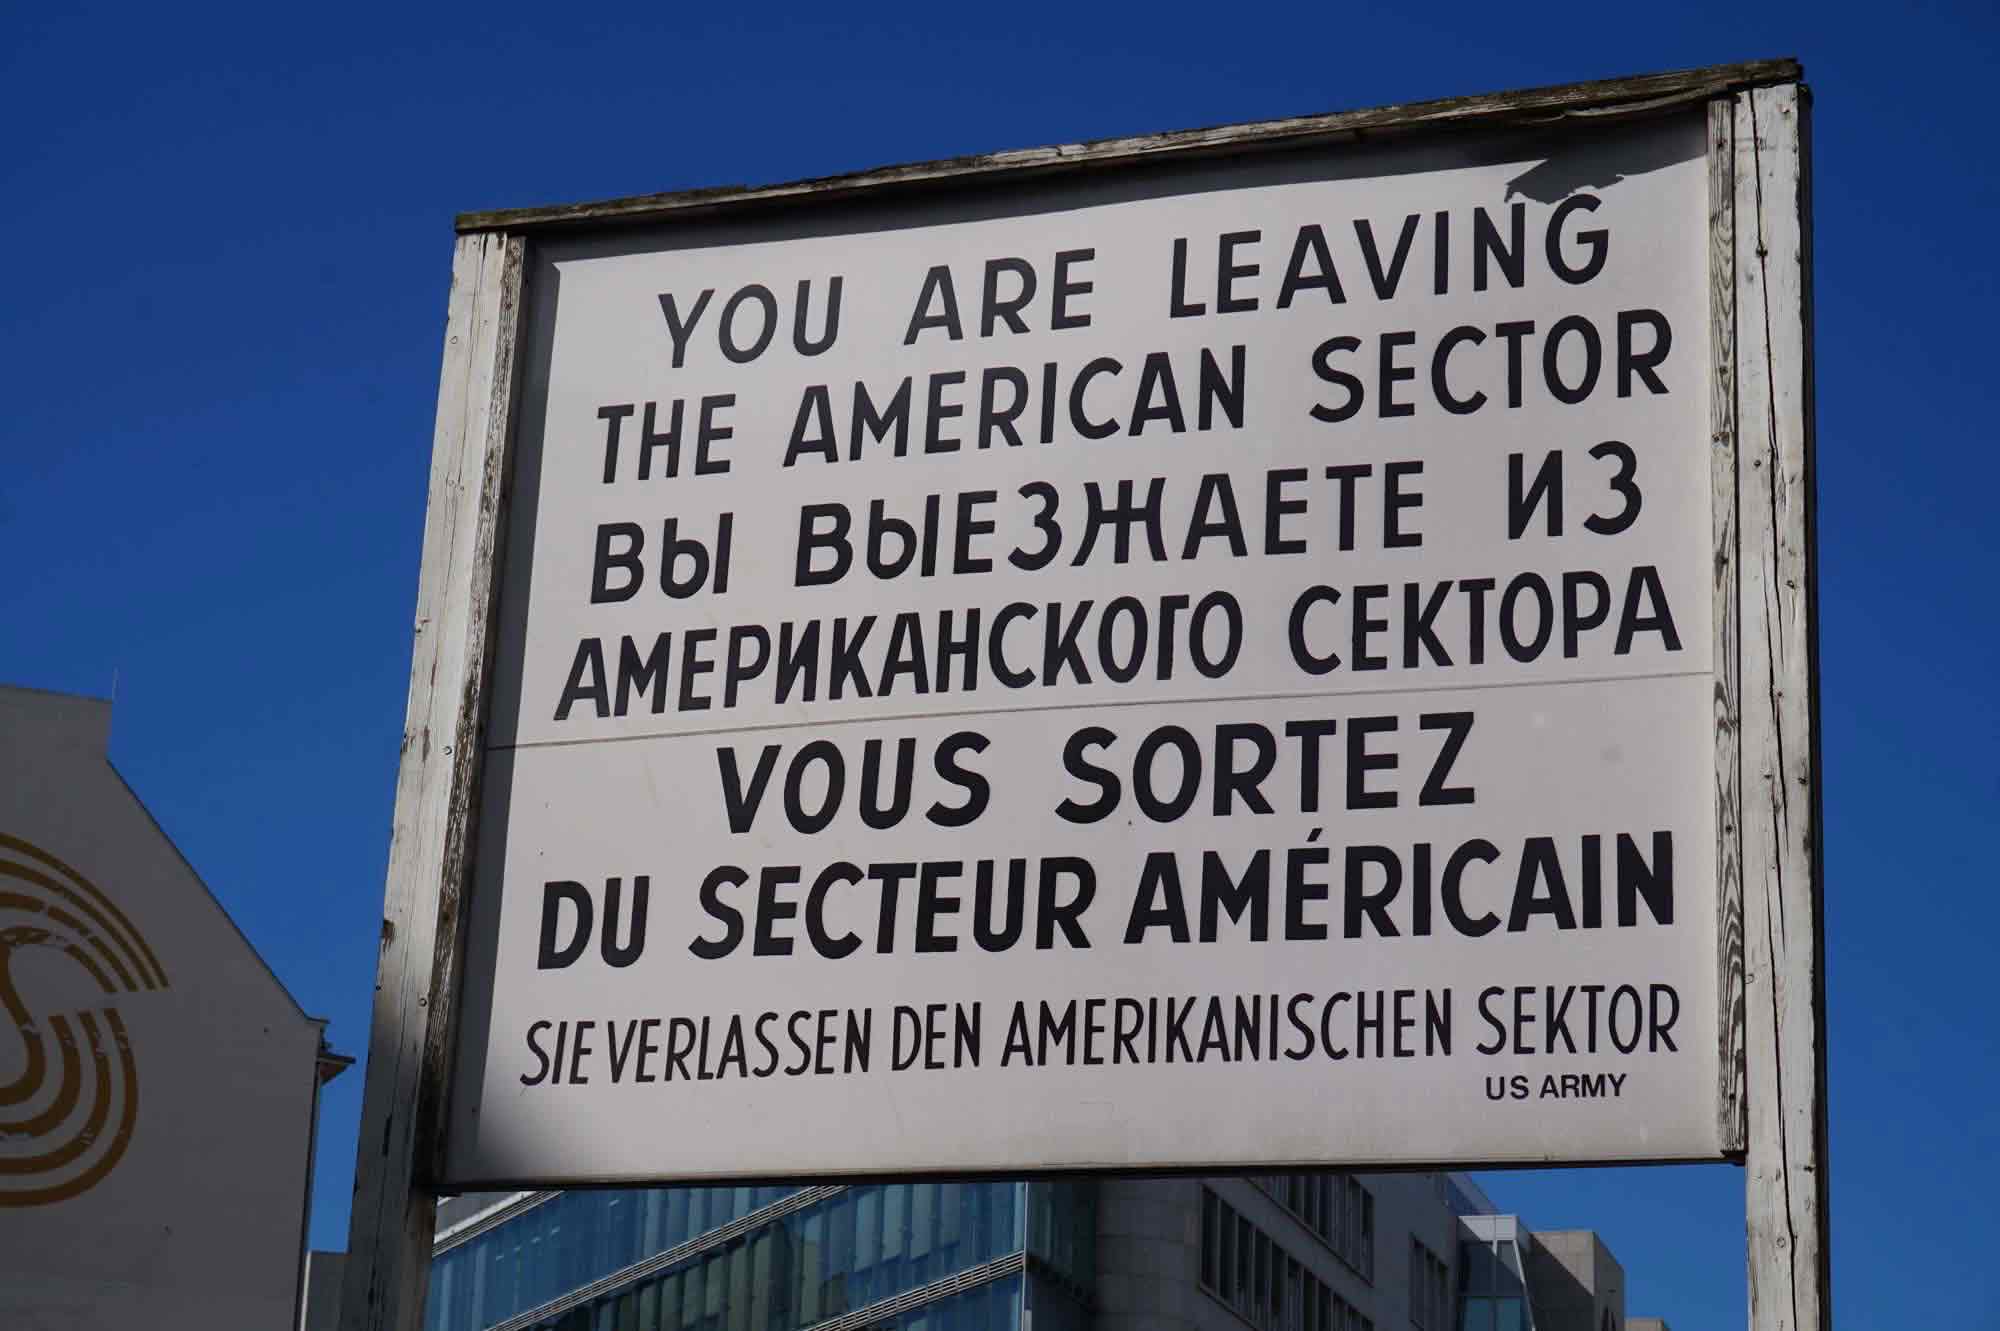 YOU ARE LEAVING
THE AMERICAN SECTOR
ВЫ ВЫЕЗЖАЕТЕ ИЗ
АМЕРИКАНСКОГО СЕКТОРА
VOUS SORTEZ
DU SECTEUR AMÉRICAIN
SIE VERLASSEN DEN AMERIKANISCHEN SEKTOR
US ARMY